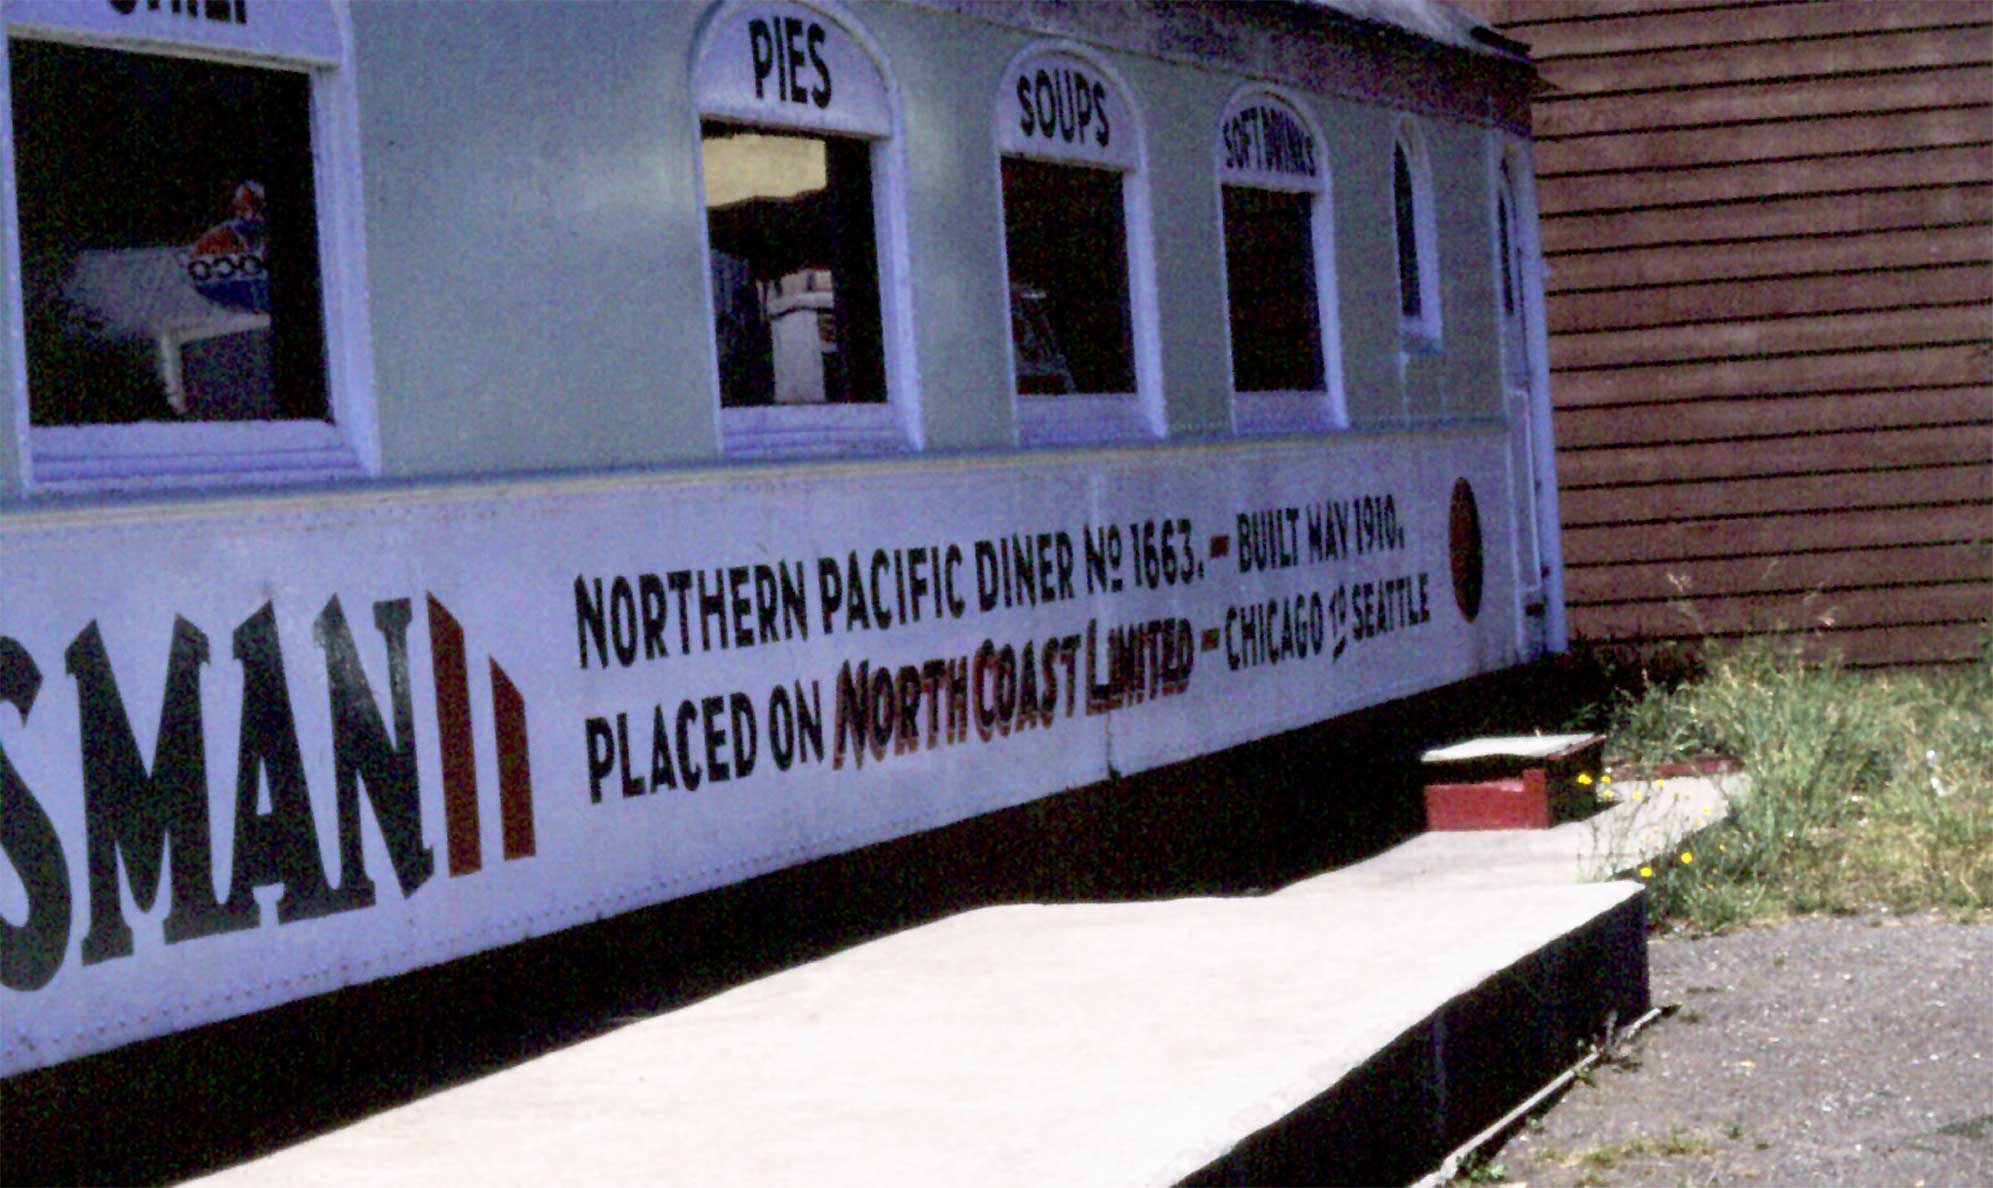 PIES
SOUPS
SOFT DRINKS
SMAN
NORTHERN PACIFIC DINER No 1663. – BUILT MAY 1910.
PLACED ON NORTH COAST LIMITED – CHICAGO TO SEATTLE